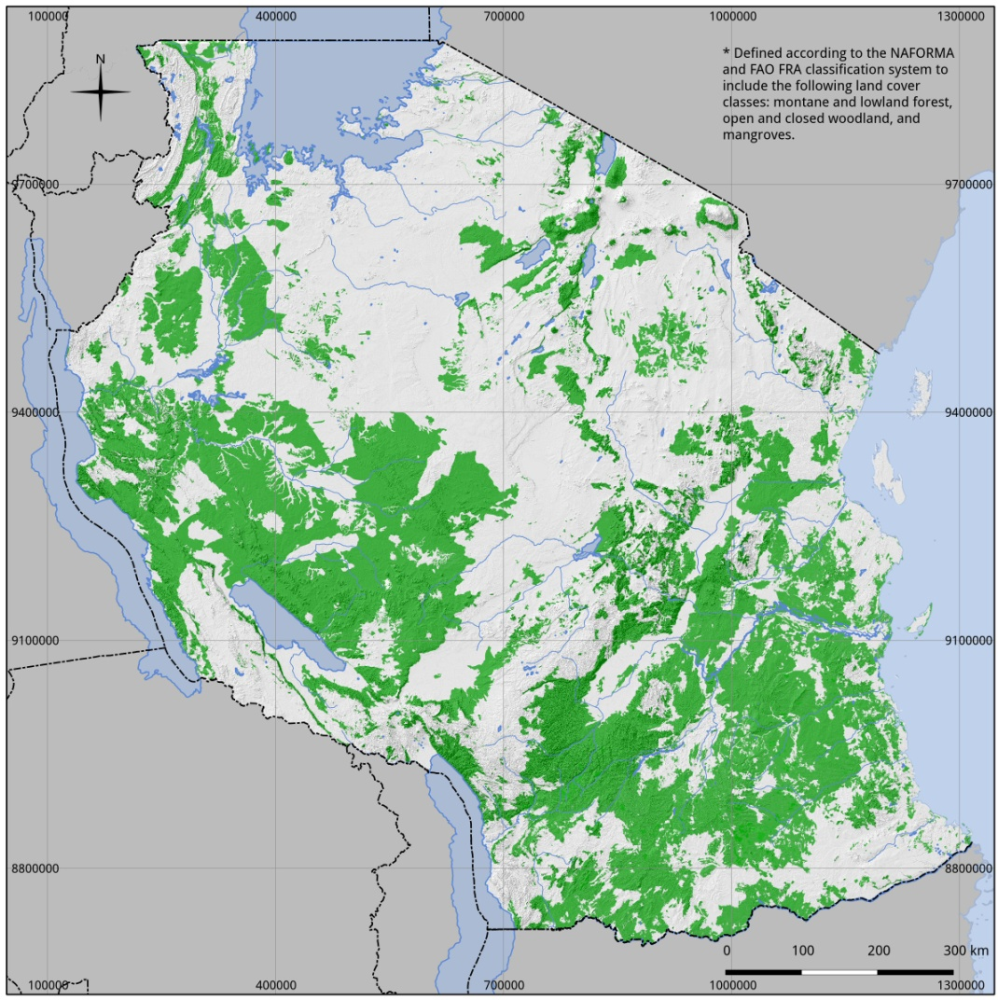 100000 400000 700000 1000000 1300000
* Defined according to the NAFORMA
and FAO FRA classification system to
include the following land cover
classes: montane and lowland forest,
open and closed woodland, and
mangroves.
N
9700000 9700000
9400000 9400000
9100000 9100000
8800000 8800000
0 100 200 300 km
100000 400000 700000 1000000 1300000